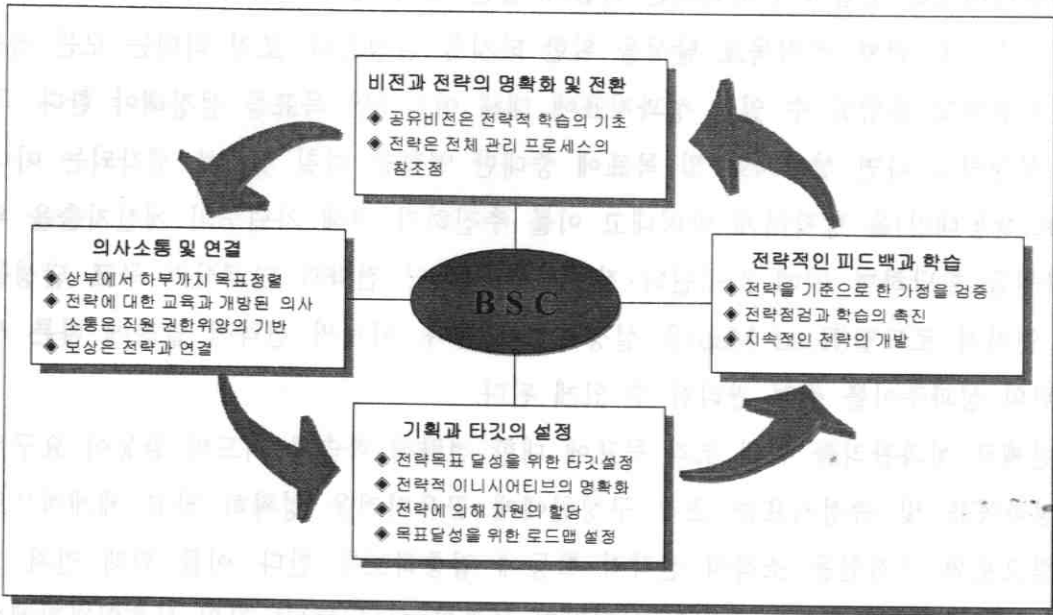 비전과 전략의 명확화 및 전환
◆ 공유비전은 전략적 학습의 기초
◆ 전략은 전체 관리 프로세스의
참조점
의사소통 및 연결
◆ 상부에서 하부까지 목표정렬
◆ 전략에 대한 교육과 개방된 의사
소통은 직원 권한위양의 기반
◆ 보상은 전략과 연결
BSC
전략적인 피드백과 학습
◆ 전략을 기준으로 한 가정을 검증
◆ 전략점검과 학습의 촉진
◆ 지속적인 전략의 개발
기획과 타깃의 설정
◆ 전략목표 달성을 위한 타깃설정
◆ 전략적 이니시어티브의 명확화
◆ 전략에 의해 자원의 할당
◆ 목표달성을 위한 로드맵 설정